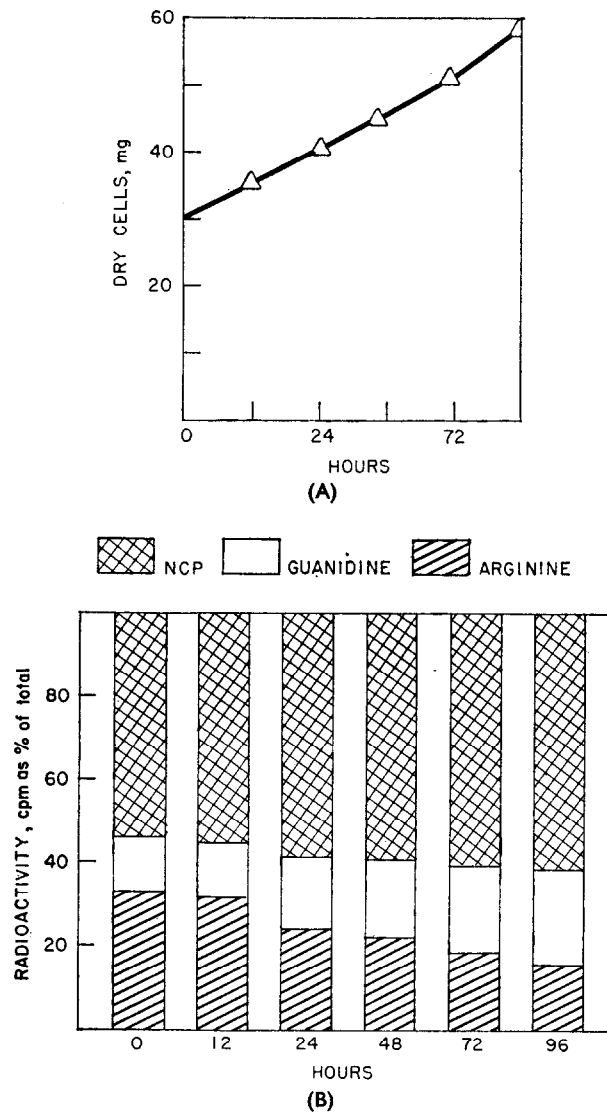 60
40
20
DRY CELLS, mg
0 24 72
HOURS
(A)
NCP GUANIDINE ARGININE
80
60
40
20
RADIOACTIVITY, cpm as % of total
0 12 24 48 72 96
HOURS
(B)